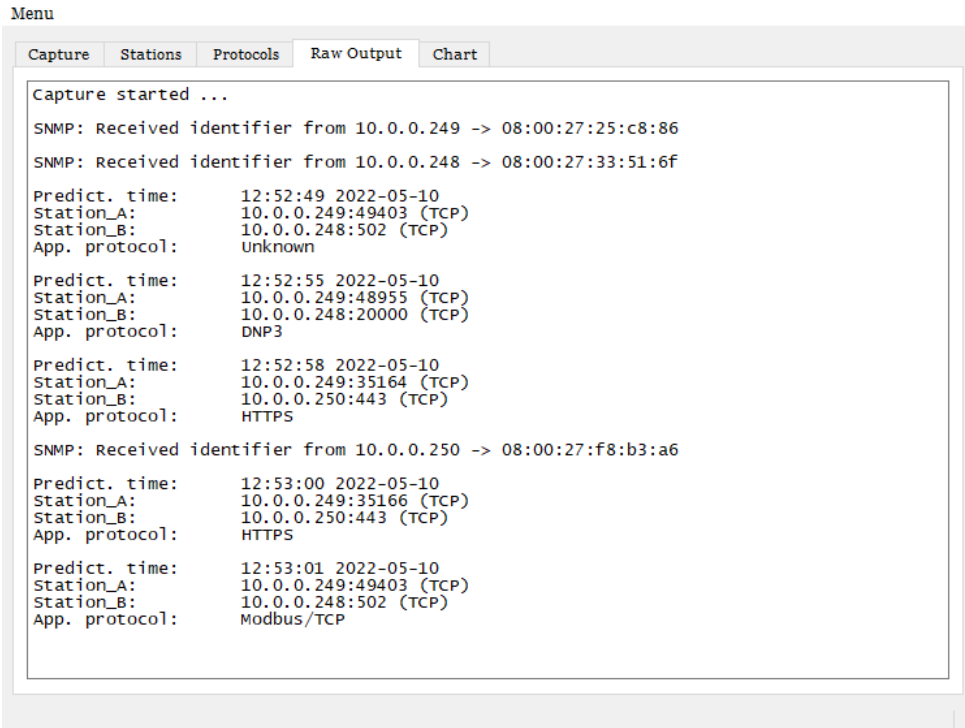 Menu
Capture Stations Protocols Raw Output Chart
Capture started ...
SNMP: Received identifier from 10.0.0.249 -> 08:00:27:25:c8:86
SNMP: Received identifier from 10.0.0.248 -> 08:00:27:33:51:6f
Predict. time: 12:52:49 2022-05-10
Station_A: 10.0.0.249:49403 (TCP)
Station_B: 10.0.0.248:502 (TCP)
App. protocol: Unknown
Predict. time: 12:52:55 2022-05-10
Station_A: 10.0.0.249:48955 (TCP)
Station_B: 10.0.0.248:20000 (TCP)
App. protocol: DNP3
Predict. time: 12:52:58 2022-05-10
Station_A: 10.0.0.249:35164 (TCP)
Station_B: 10.0.0.250:443 (TCP)
App. protocol: HTTPS
SNMP: Received identifier from 10.0.0.250 -> 08:00:27:f8:b3:a6
Predict. time: 12:53:00 2022-05-10
Station_A: 10.0.0.249:35166 (TCP)
Station_B: 10.0.0.250:443 (TCP)
App. protocol: HTTPS
Predict. time: 12:53:01 2022-05-10
Station_A: 10.0.0.249:49403 (TCP)
Station_B: 10.0.0.248:502 (TCP)
App. protocol: Modbus/TCP